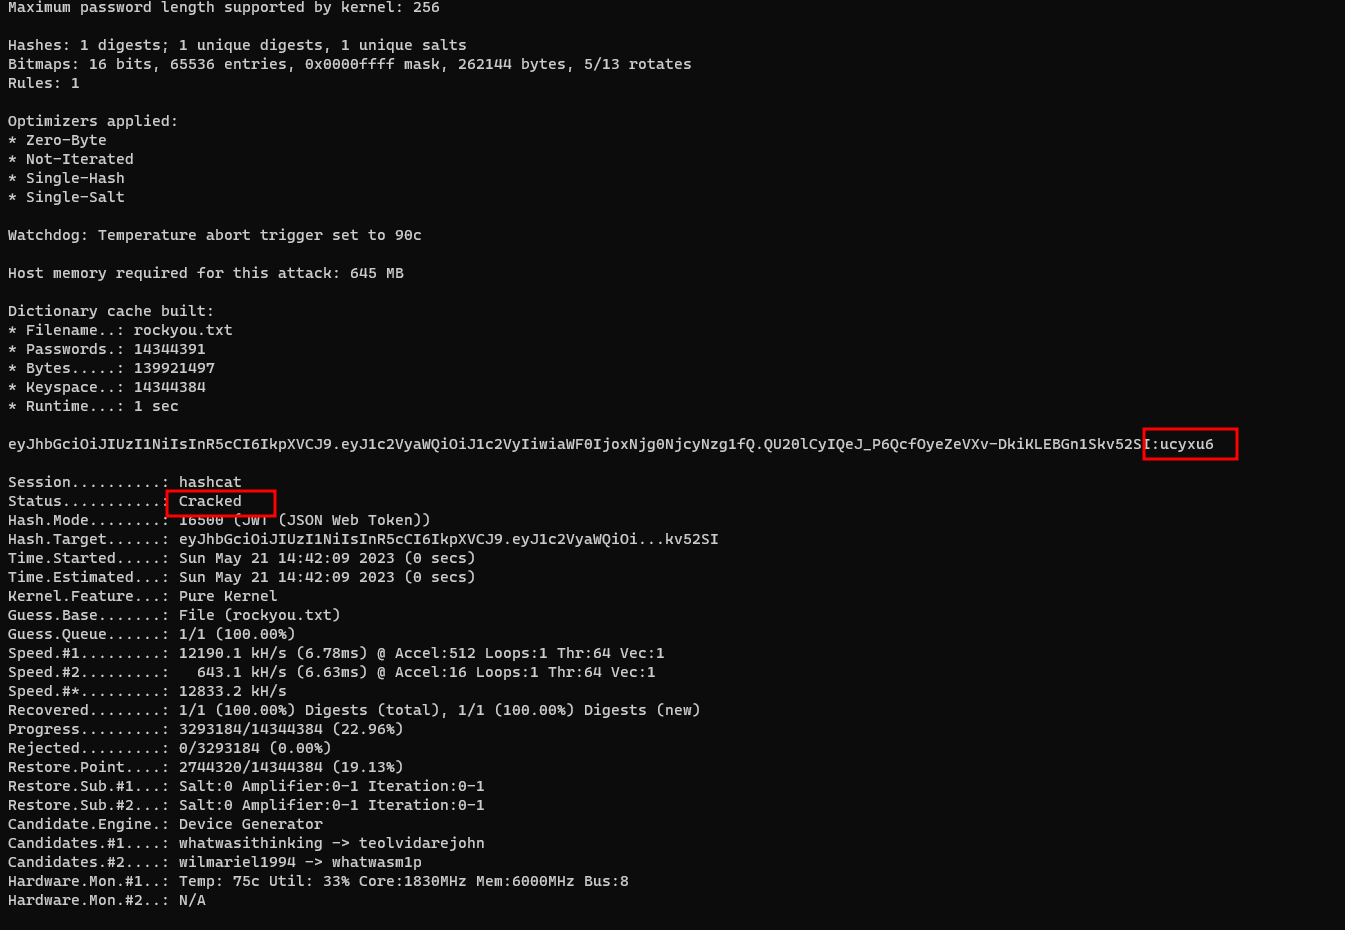 Maximum password length supported by kernel: 256
Hashes: 1 digests; 1 unique digests, 1 unique salts
Bitmaps: 16 bits, 65536 entries, 0x0000ffff mask, 262144 bytes, 5/13 rotates
Rules: 1
Optimizers applied:
* Zero-Byte
* Not-Iterated
* Single-Hash
* Single-Salt
Watchdog: Temperature abort trigger set to 90c
Host memory required for this attack: 645 MB
Dictionary cache built:
* Filename..: rockyou.txt
* Passwords.: 14344391
* Bytes.....: 139921497
* Keyspace..: 14344384
* Runtime...: 1 sec
eyJhbGciOiJIUzI1NiIsInR5cCI6IkpXVCJ9.eyJ1c2VyaWQiOiJ1c2VyIiwiaWF0IjoxNjg0NjcyNzg1fQ.QU20lCyIQeJ_P6QcfOyeZeVXv-DkiKLEBGn1Skv52SI:ucyxu6
Session..........: hashcat
Status...........: Cracked
Hash.Mode........: 16500 (JWT (JSON Web Token))
Hash.Target......: eyJhbGciOiJIUzI1NiIsInR5cCI6IkpXVCJ9.eyJ1c2VyaWQiOi...kv52SI
Time.Started.....: Sun May 21 14:42:09 2023 (0 secs)
Time.Estimated...: Sun May 21 14:42:09 2023 (0 secs)
Kernel.Feature...: Pure Kernel
Guess.Base.......: File (rockyou.txt)
Guess.Queue......: 1/1 (100.00%)
Speed.#1.........: 12190.1 kH/s (6.78ms) @ Accel:512 Loops:1 Thr:64 Vec:1
Speed.#2.........:   643.1 kH/s (6.63ms) @ Accel:16 Loops:1 Thr:64 Vec:1
Speed.#*.........: 12833.2 kH/s
Recovered........: 1/1 (100.00%) Digests (total), 1/1 (100.00%) Digests (new)
Progress.........: 3293184/14344384 (22.96%)
Rejected.........: 0/3293184 (0.00%)
Restore.Point....: 2744320/14344384 (19.13%)
Restore.Sub.#1...: Salt:0 Amplifier:0-1 Iteration:0-1
Restore.Sub.#2...: Salt:0 Amplifier:0-1 Iteration:0-1
Candidate.Engine.: Device Generator
Candidates.#1....: whatwasithinking -> teolvidarejohn
Candidates.#2....: wilmariel1994 -> whatwasm1p
Hardware.Mon.#1..: Temp: 75c Util: 33% Core:1830MHz Mem:6000MHz Bus:8
Hardware.Mon.#2..: N/A